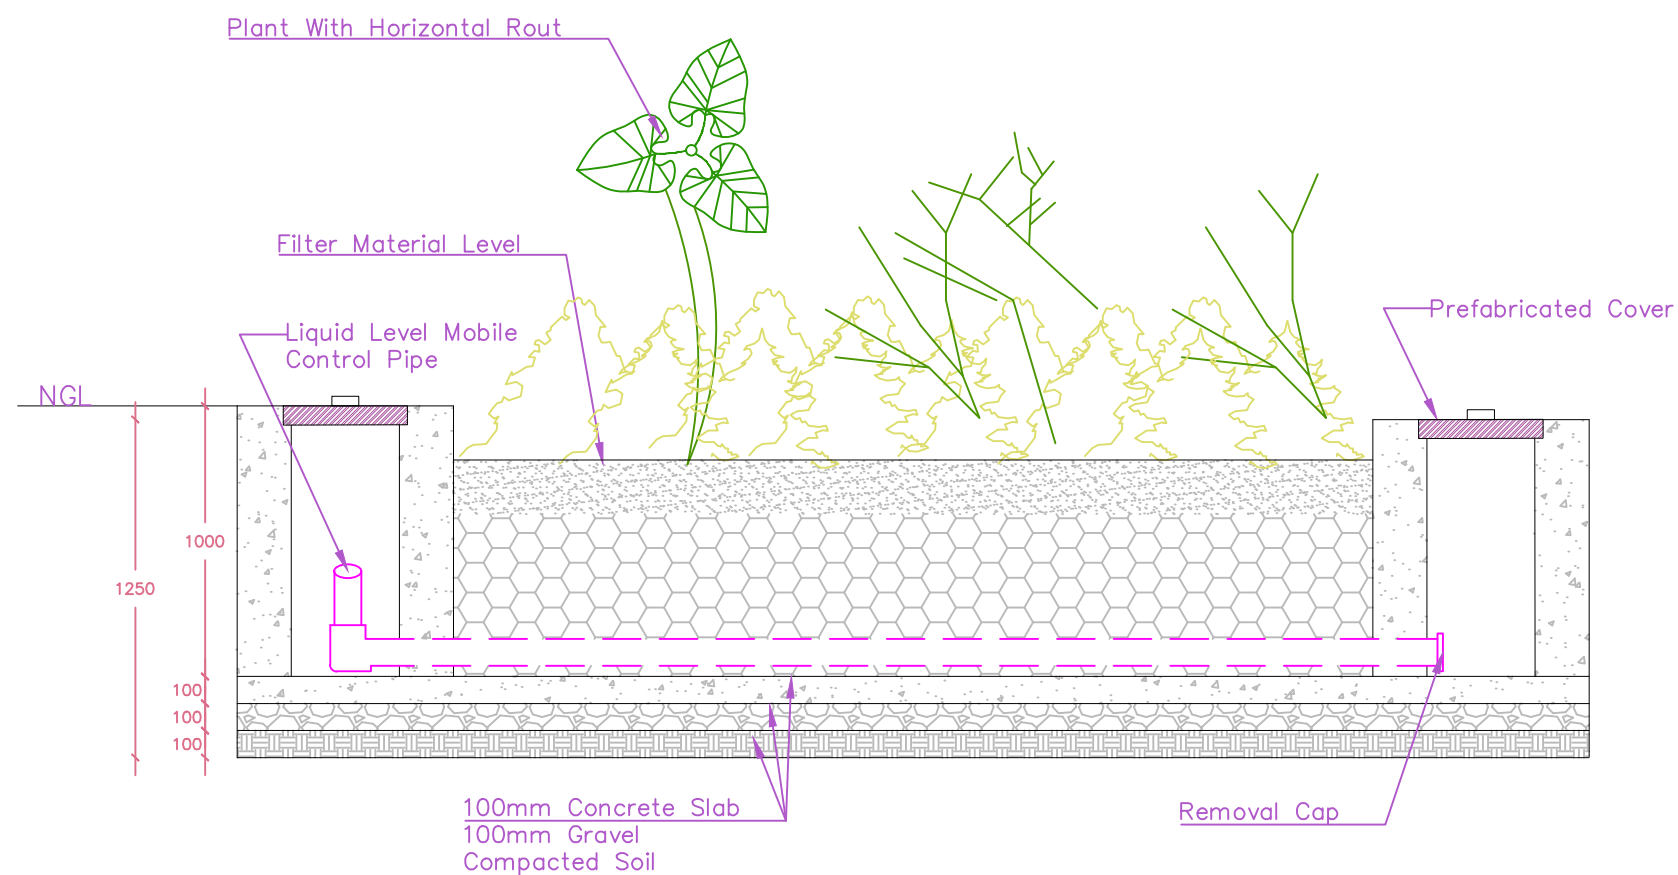 Plant With Horizontal Rout
Filter Material Level
Liquid Level Mobile
Control Pipe
Prefabricated Cover
NGL
1000
1250
100
100
100
100mm Concrete Slab
100mm Gravel
Compacted Soil
Removal Cap